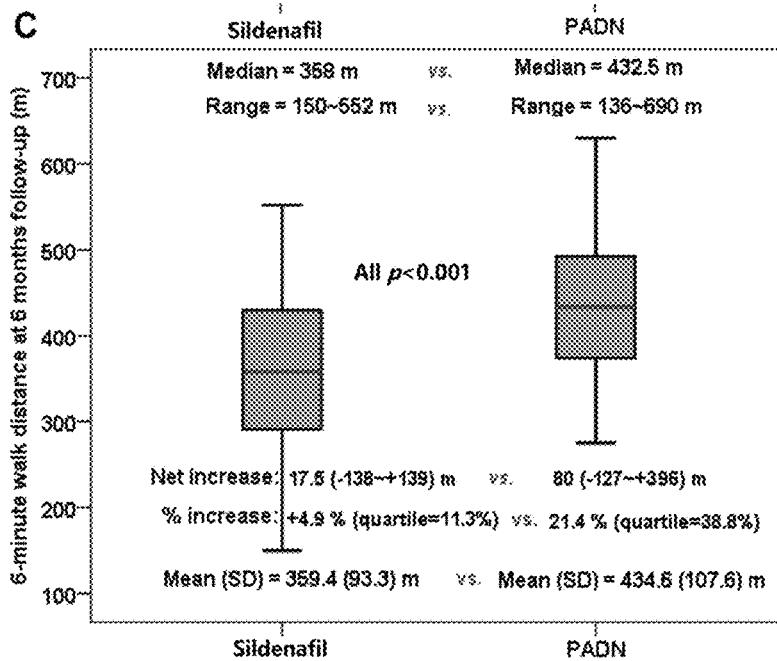 C
Sildenafil PADN
Median = 358 m vs. Median = 432.5 m
Range = 150~552 m vs. Range = 136~690 m
700
600
500
400
300
200
100
6-minute walk distance at 6 months follow-up (m)
All p<0.001
Net increase: 17.5 (-138~+139) m vs. 80 (-127~+396) m
% increase: +4.9 % (quartile=11.3%) vs. 21.4 % (quartile=38.8%)
Mean (SD) = 359.4 (93.3) m vs. Mean (SD) = 434.6 (107.6) m
Sildenafil PADN